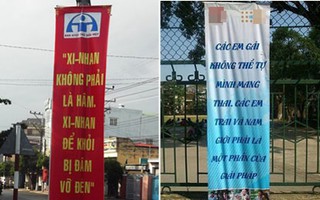 "XI-NHAN
KHÔNG PHẢI
LÀ HÃM.
XI-NHAN
ĐỂ KHỎI
BỊ ĐÂM
VỠ ĐEN"
CÁC EM GÁI
KHÔNG THỂ TỰ
MÌNH MANG
THAI. CÁC EM
TRAI VÀ NAM
GIỚI PHẢI LÀ
MỘT PHẦN CỦA
GIẢI PHÁP